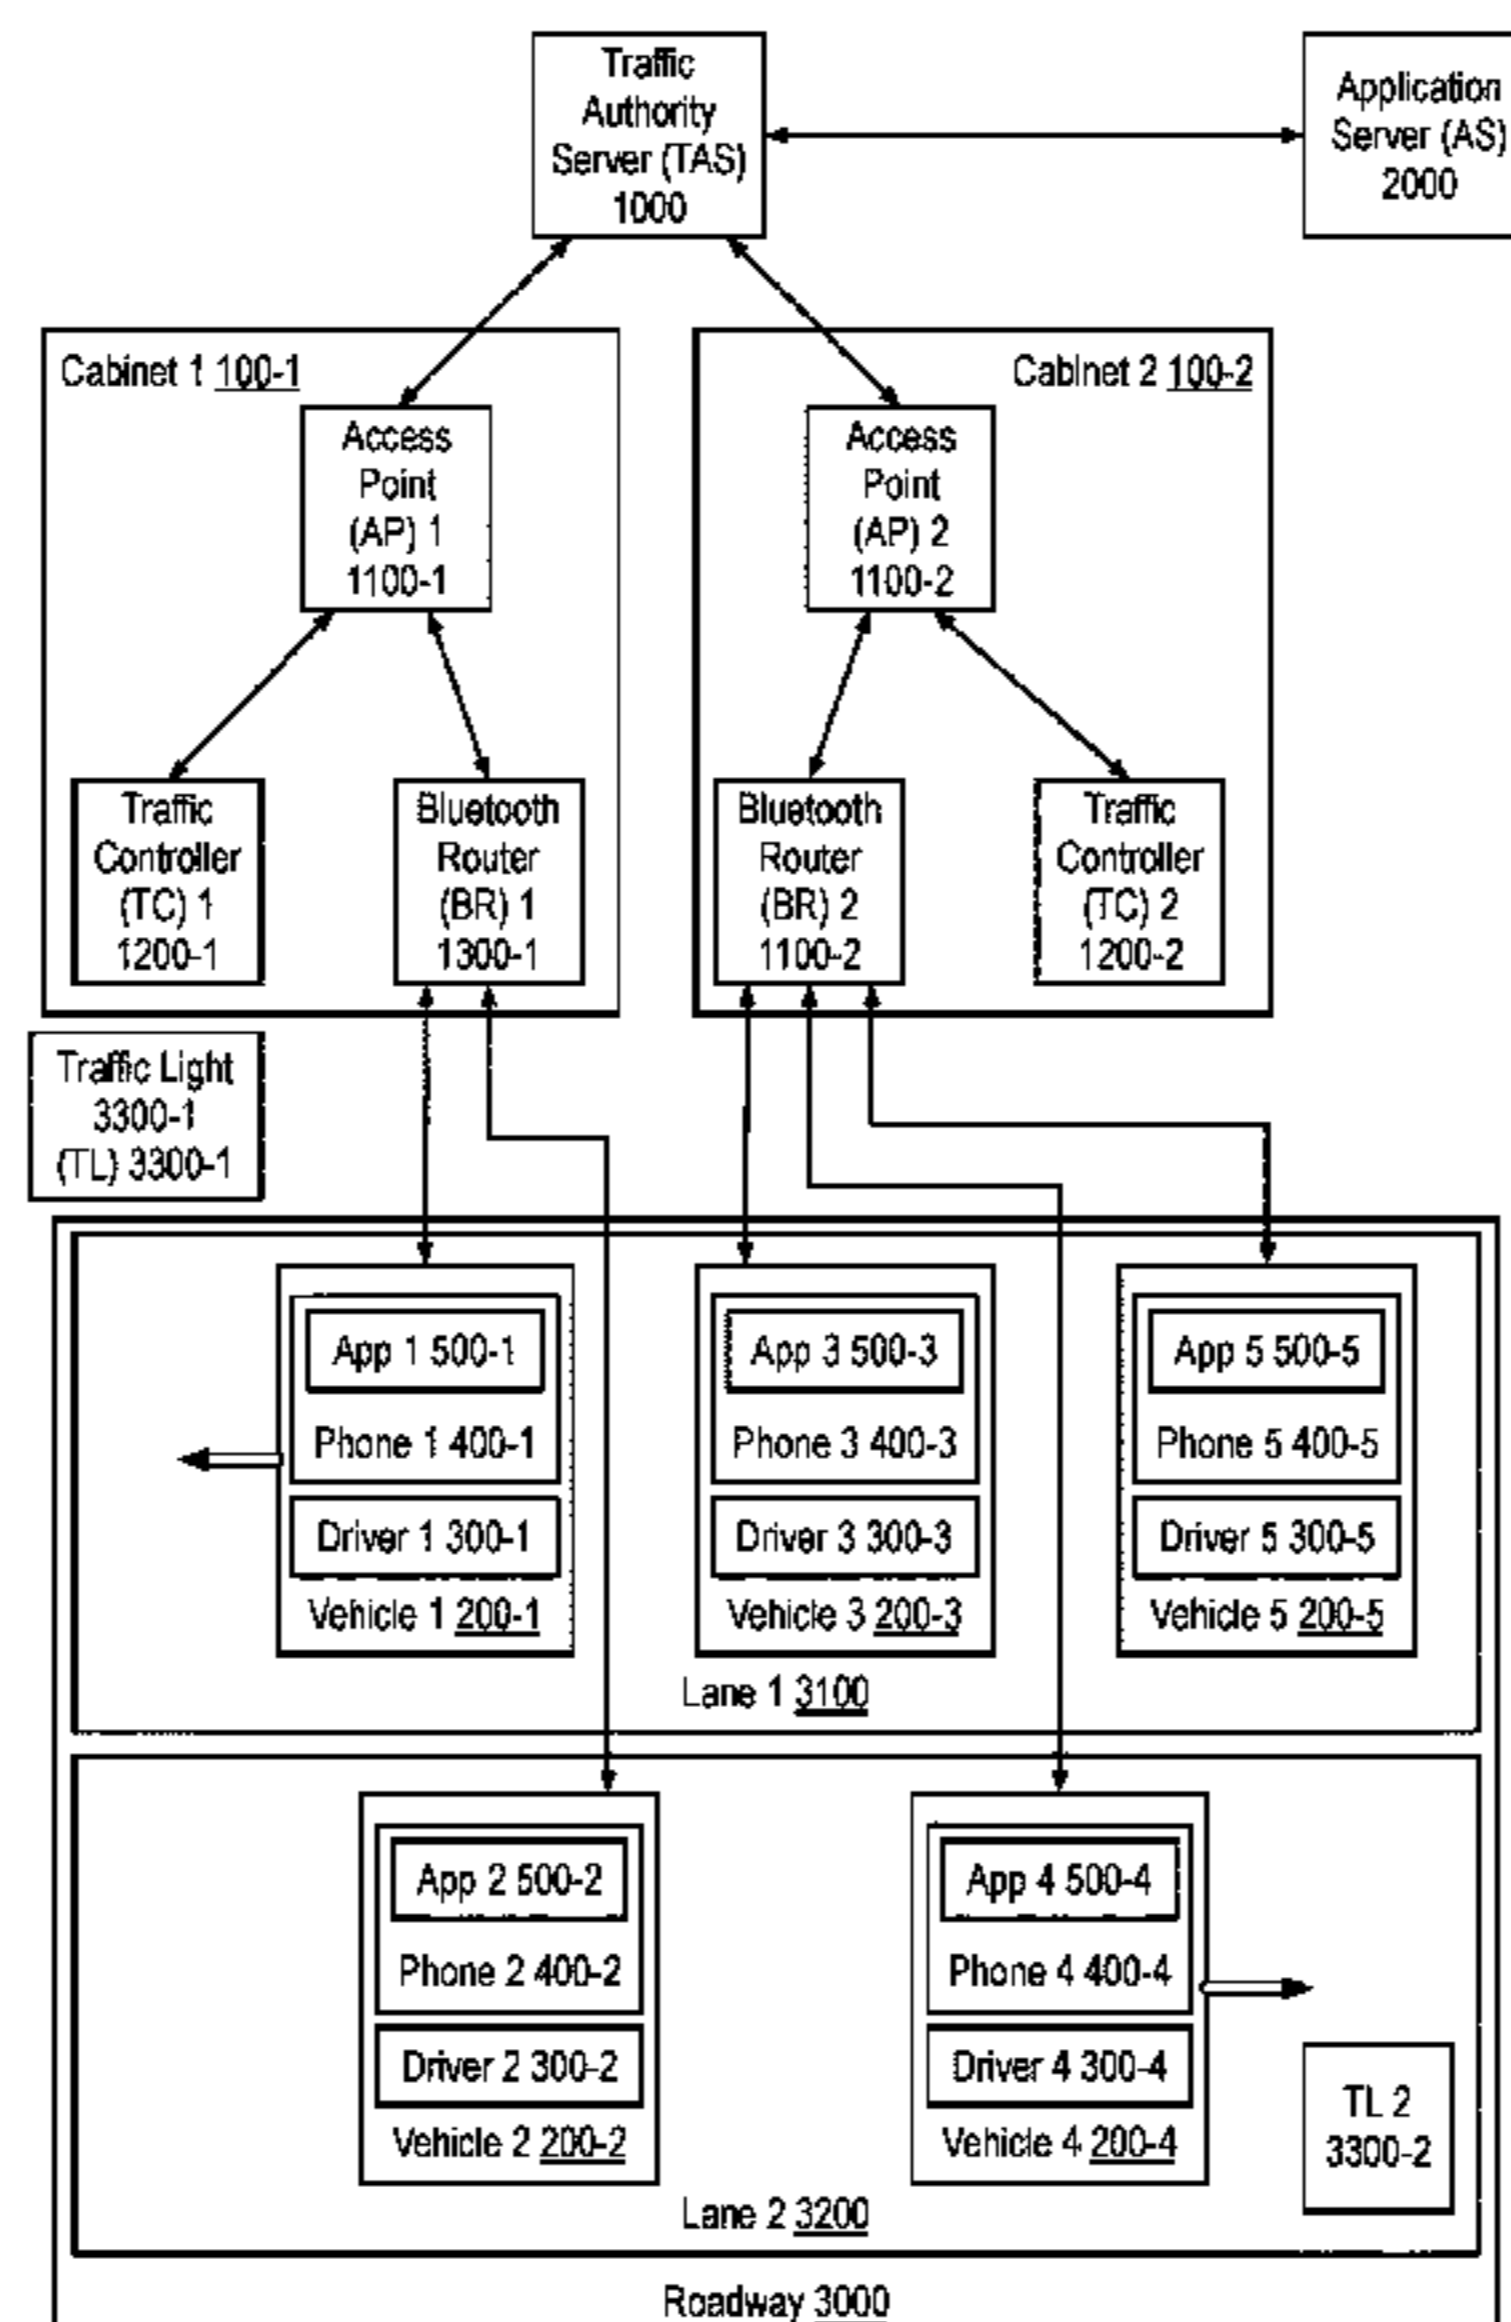 Traffic
Authority
Server (TAS)
1000
Application
Server (AS)
2000
Cabinet 1 100-1
Access
Point
(AP) 1
1100-1
Traffic
Controller
(TC) 1
1200-1
Bluetooth
Router
(BR) 1
1300-1
Cabinet 2 100-2
Access
Point
(AP) 2
1100-2
Bluetooth
Router
(BR) 2
1100-2
Traffic
Controller
(TC) 2
1200-2
Traffic Light
3300-1
(TL) 3300-1
App 1 500-1
Phone 1 400-1
Driver 1 300-1
Vehicle 1 200-1
App 3 500-3
Phone 3 400-3
Driver 3 300-3
Vehicle 3 200-3
App 5 500-5
Phone 5 400-5
Driver 5 300-5
Vehicle 5 200-5
Lane 1 3100
App 2 500-2
Phone 2 400-2
Driver 2 300-2
Vehicle 2 200-2
App 4 500-4
Phone 4 400-4
Driver 4 300-4
Vehicle 4 200-4
TL 2
3300-2
Lane 2 3200
Roadway 3000